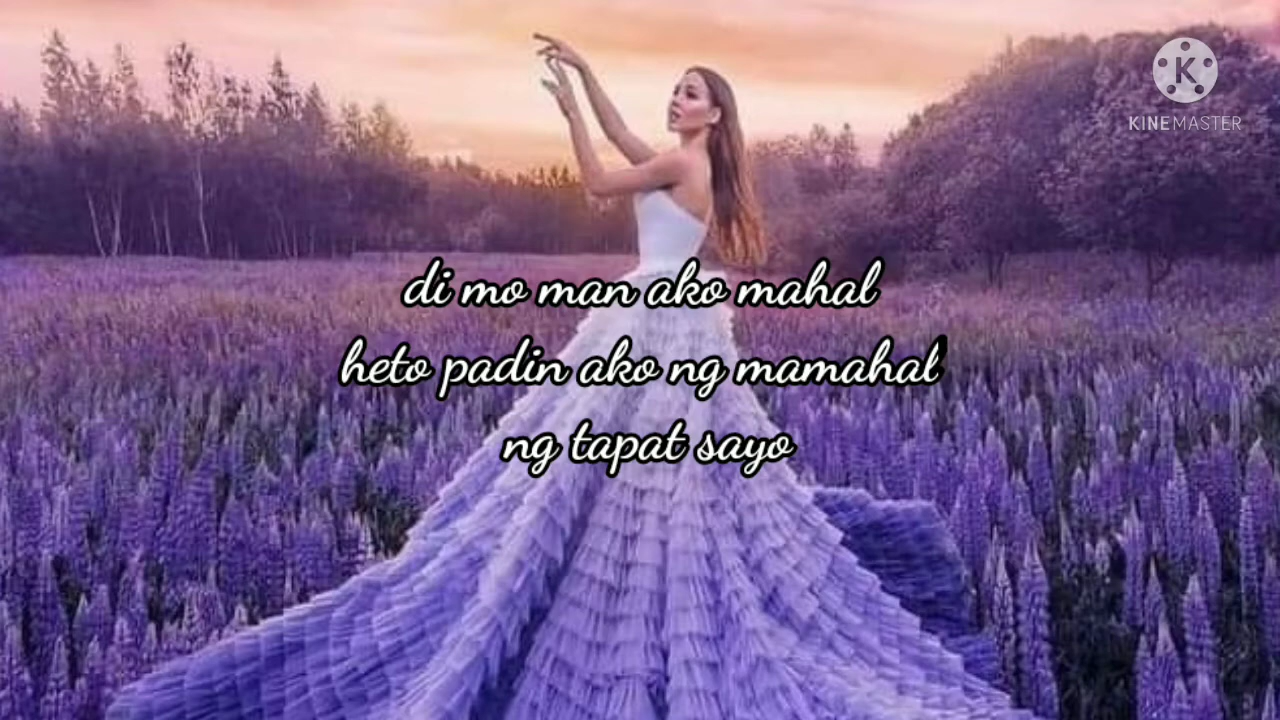 KINEMASTER
di mo man ako mahal
heto padin ako ng mamahal
ng tapat sayo